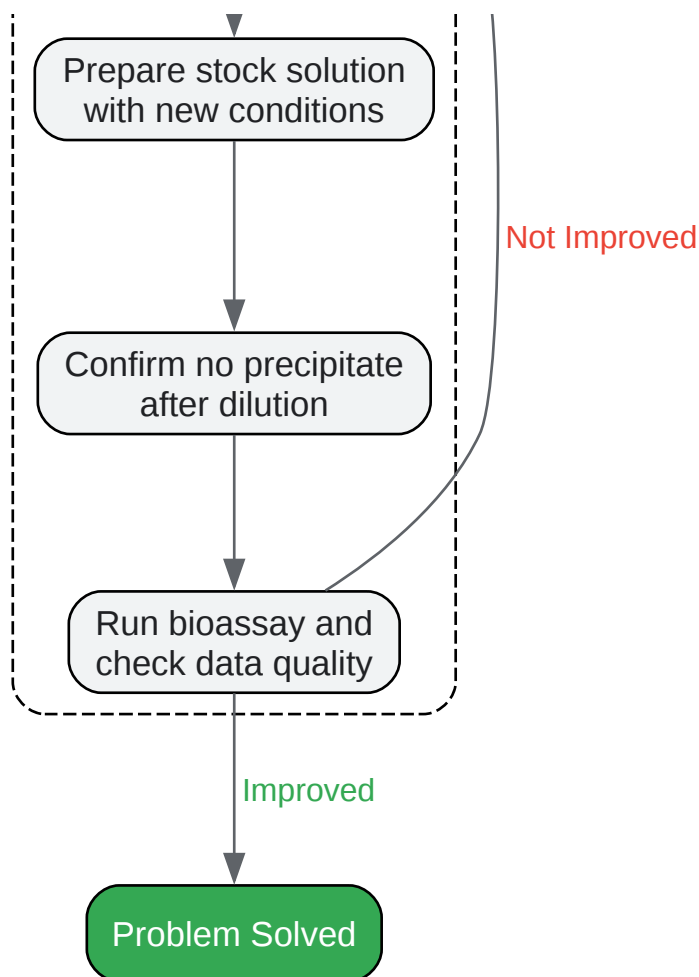 Prepare stock solution
with new conditions
Not Improved
Confirm no precipitate
after dilution
Run bioassay and
check data quality
Improved
Problem Solved